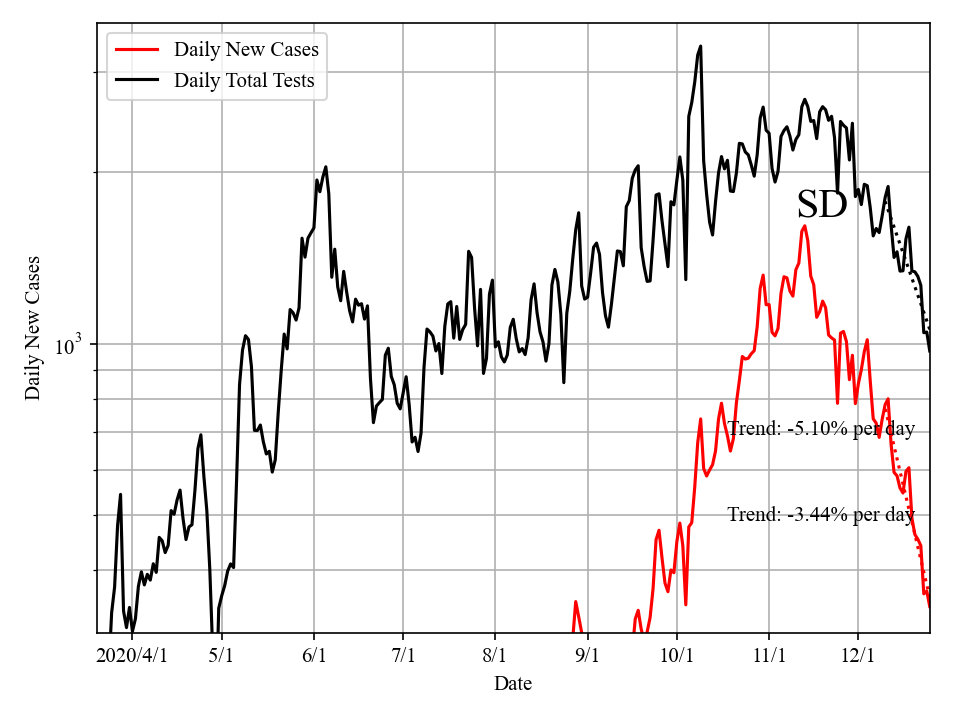 Daily New Cases
Daily Total Tests
SD
Trend: -5.10% per day
Trend: -3.44% per day
Daily New Cases
10^3
2020/4/1 5/1 6/1 7/1 8/1 9/1 10/1 11/1 12/1
Date